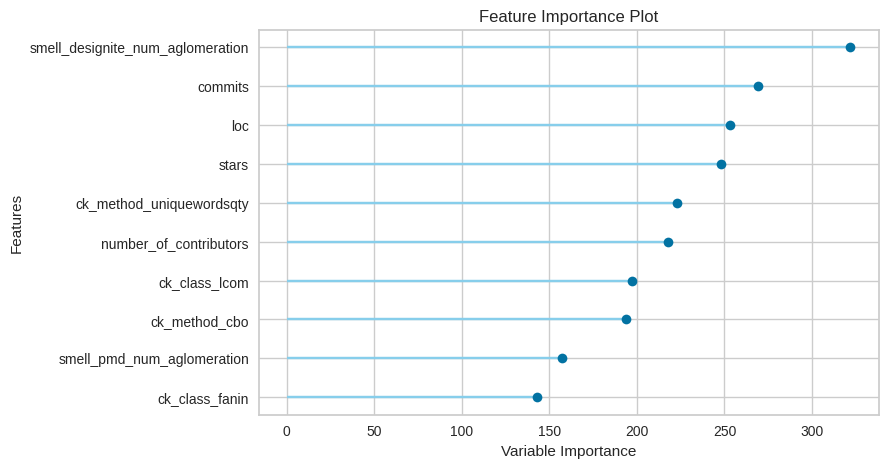 Feature Importance Plot
smell_designite_num_aglomeration
commits
loc
stars
ck_method_uniquewordsqty
number_of_contributors
ck_class_lcom
ck_method_cbo
smell_pmd_num_aglomeration
ck_class_fanin
Features
0 50 100 150 200 250 300
Variable Importance